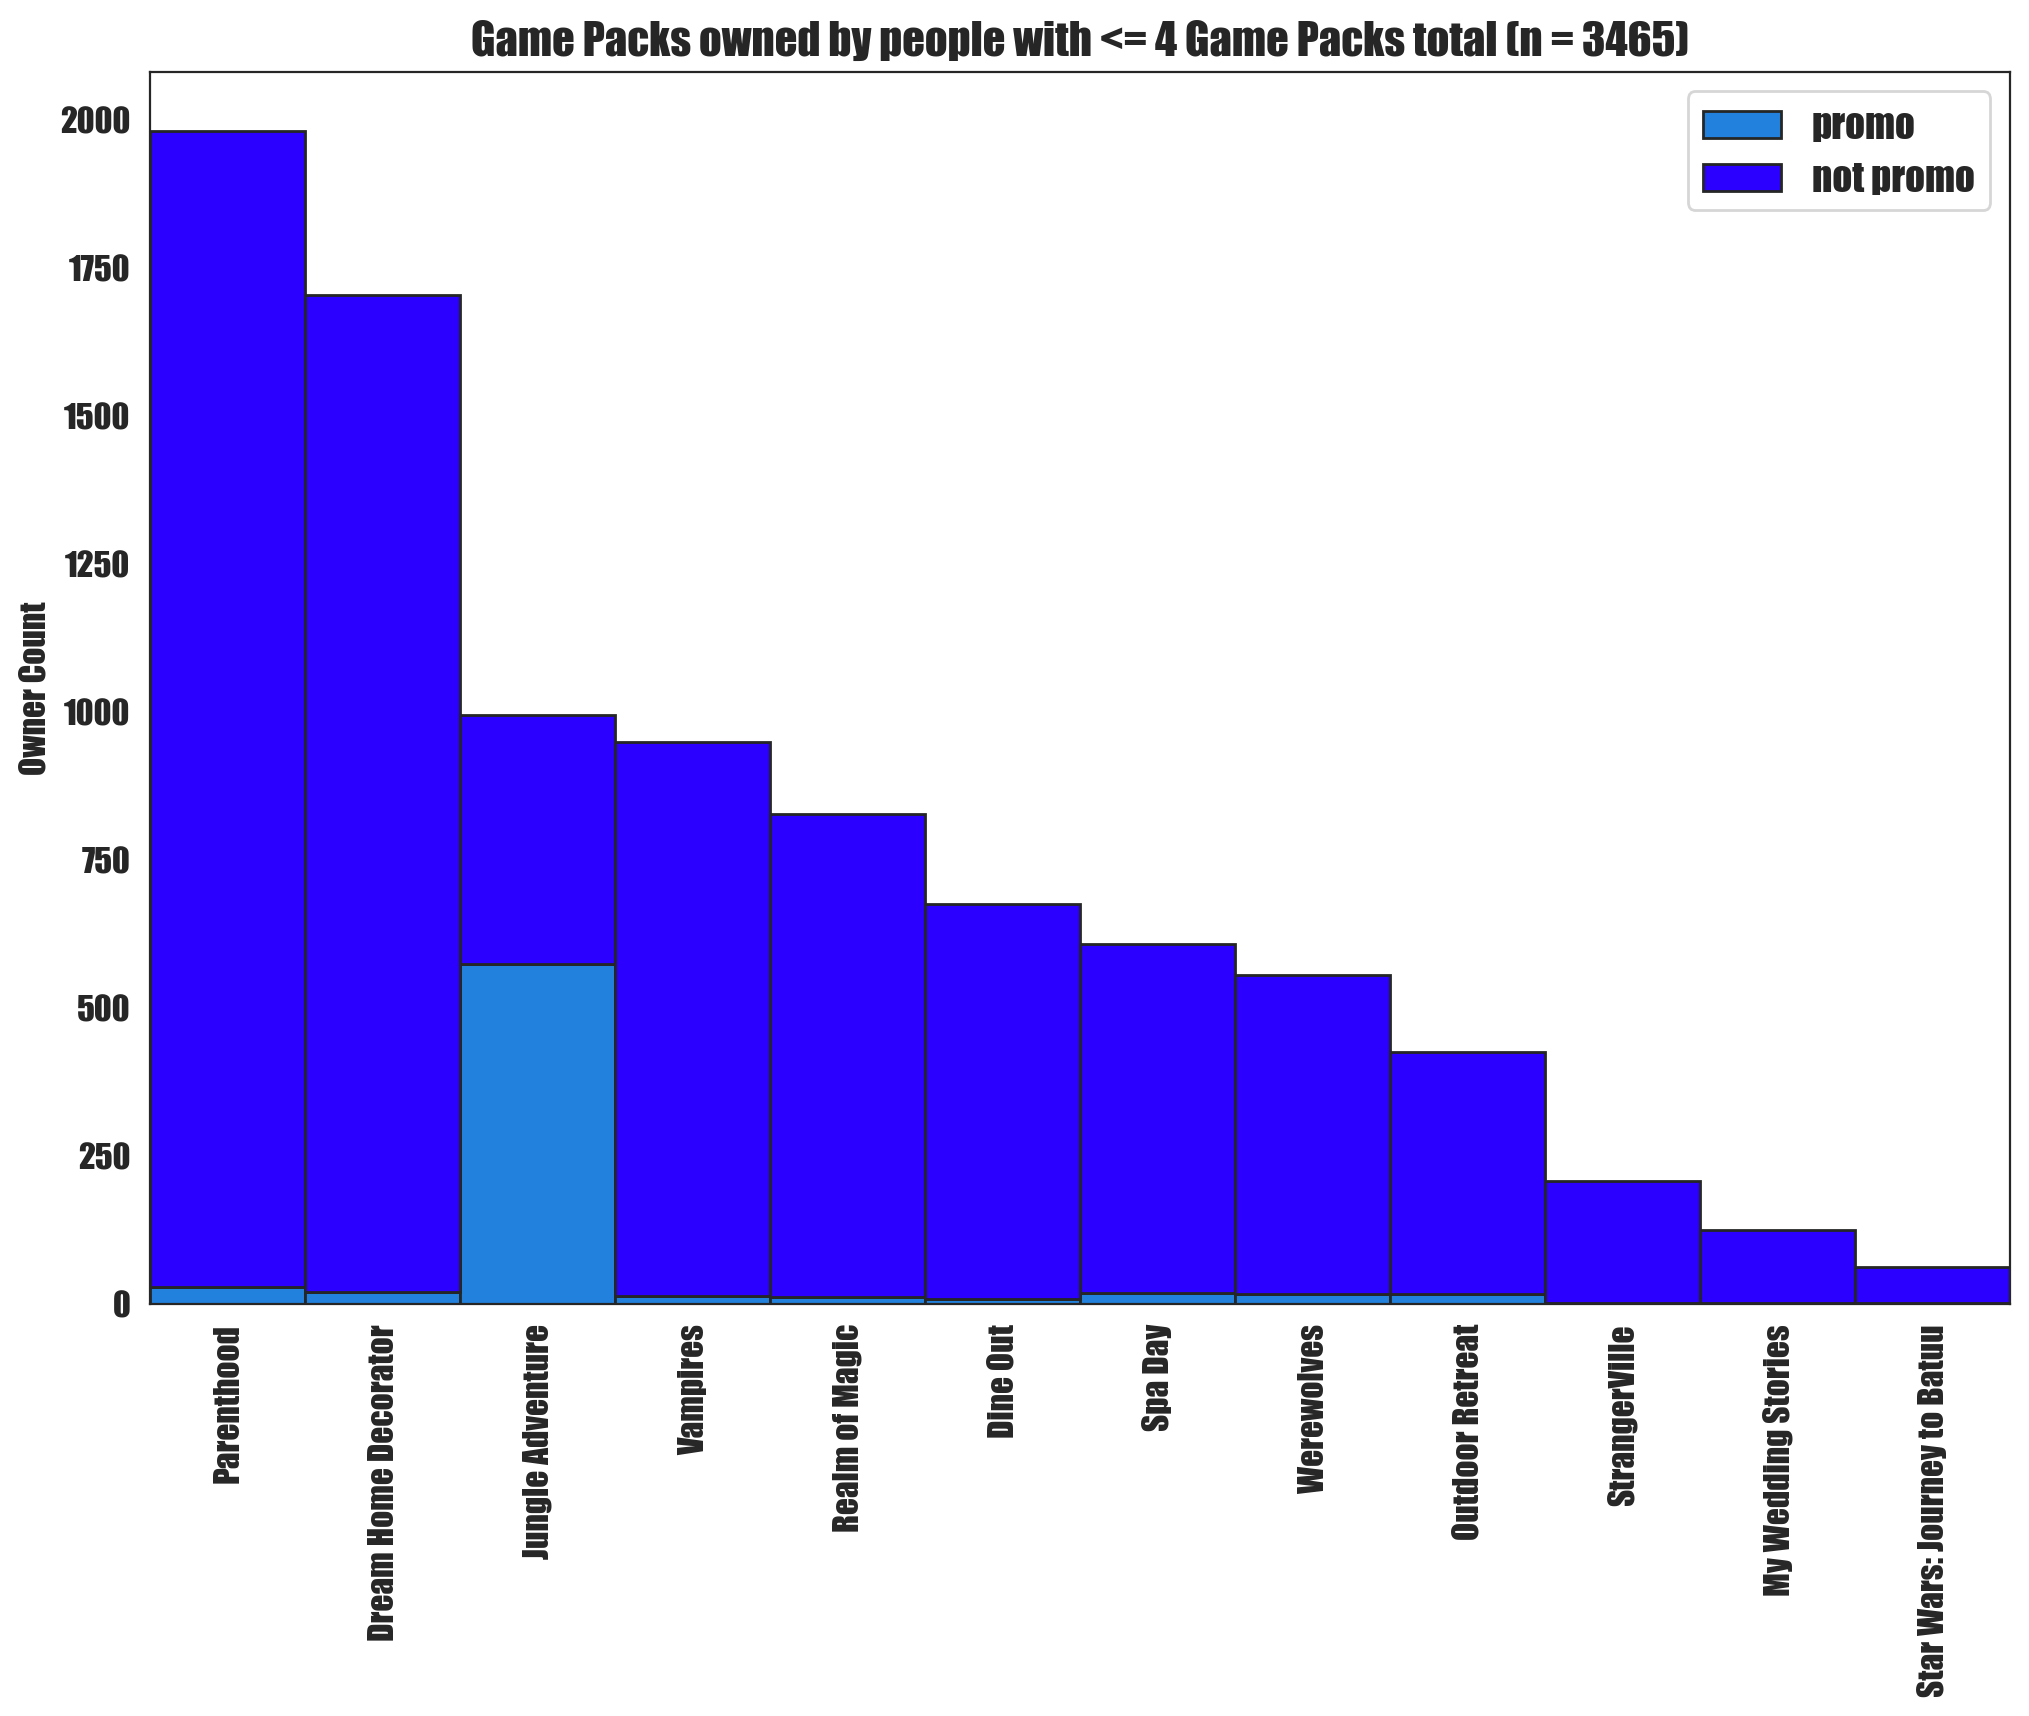 Game Packs owned by people with <= 4 Game Packs total (n = 3465)
promo
not promo
Owner Count
2000
1750
1500
1250
1000
750
500
250
0
Parenthood
Dream Home Decorator
Jungle Adventure
Vampires
Realm of Magic
Dine Out
Spa Day
Werewolves
Outdoor Retreat
StrangerVille
My Wedding Stories
Star Wars: Journey to Batuu